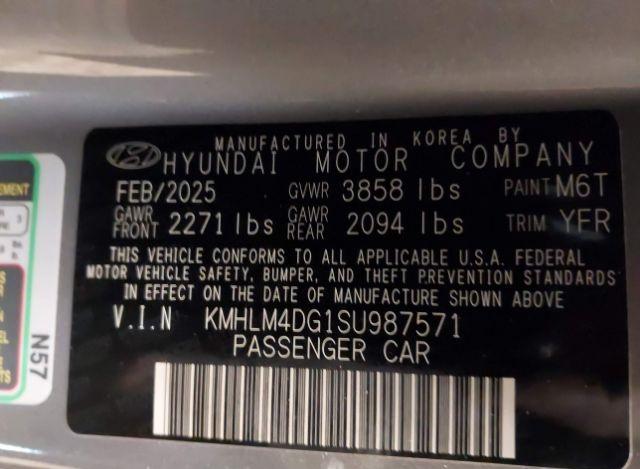 MANUFACTURED IN KOREA BY
HYUNDAI MOTOR COMPANY
FEB/2025 GVWR 3858 lbs PAINT M6T
GAWR FRONT 2271 lbs GAWR REAR 2094 lbs TRIM YFR
THIS VEHICLE CONFORMS TO ALL APPLICABLE U.S.A. FEDERAL
MOTOR VEHICLE SAFETY, BUMPER, AND THEFT PREVENTION STANDARDS
IN EFFECT ON THE DATE OF MANUFACTURE SHOWN ABOVE
V.I.N KMHLM4DG1SU987571
PASSENGER CAR
N57